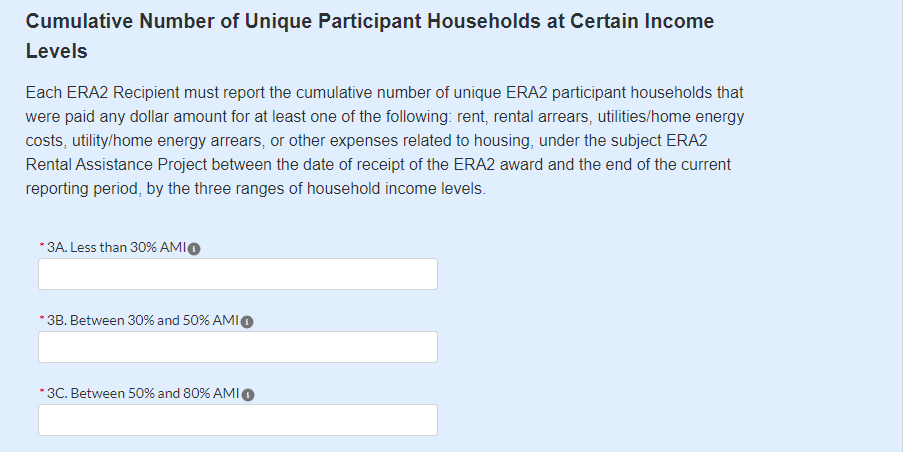 Cumulative Number of Unique Participant Households at Certain Income
Levels
Each ERA2 Recipient must report the cumulative number of unique ERA2 participant households that
were paid any dollar amount for at least one of the following: rent, rental arrears, utilities/home energy
costs, utility/home energy arrears, or other expenses related to housing, under the subject ERA2
Rental Assistance Project between the date of receipt of the ERA2 award and the end of the current
reporting period, by the three ranges of household income levels.
*3A. Less than 30% AMI
*3B. Between 30% and 50% AMI
*3C. Between 50% and 80% AMI